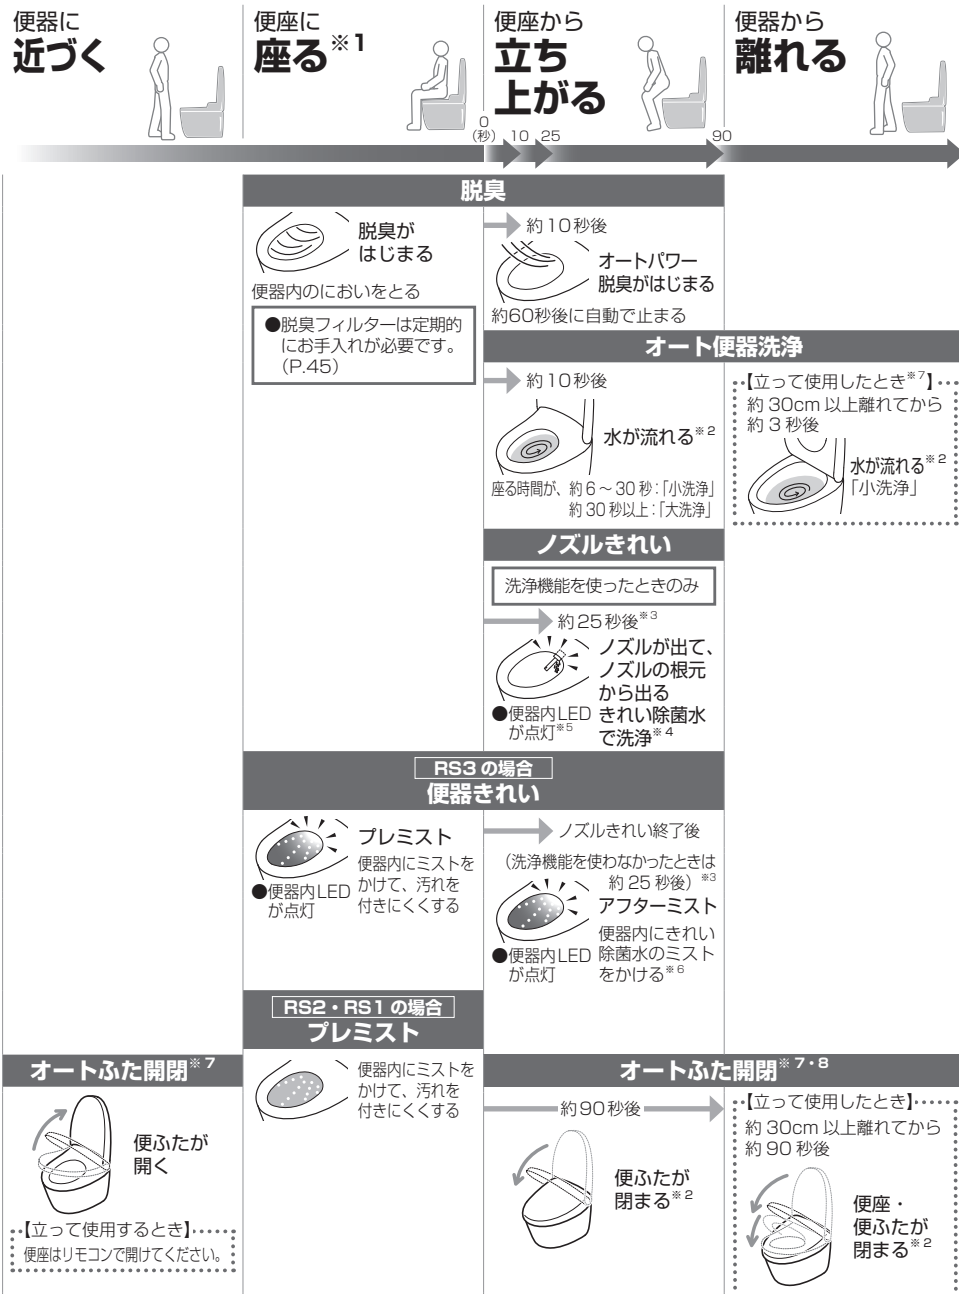 便器に
近づく
便座に
座る※1
便座から
立ち
上がる
便器から
離れる
0
(秒)
10
25
90
脱臭
脱臭が
はじまる
便器内のにおいをとる
●脱臭フィルターは定期的
にお手入れが必要です。
(P.45)
約10秒後
オートパワー
脱臭がはじまる
約60秒後に自動で止まる
オート便器洗浄
約10秒後
水が流れる※2
座る時間が、約6～30秒:「小洗浄」
約30秒以上:「大洗浄」
【立って使用したとき※7】
約30cm以上離れてから
約3秒後
水が流れる※2
「小洗浄」
ノズルきれい
洗浄機能を使ったときのみ
約25秒後※3
ノズルが出て、
ノズルの根元
から出る
きれい除菌水
で洗浄※4
●便器内LED
が点灯※5
RS3の場合
便器きれい
プレミスト
便器内にミストを
かけて、汚れを
付きにくくする
●便器内LED
が点灯
ノズルきれい終了後
(洗浄機能を使わなかったときは
約25秒後)※3
アフターミスト
便器内にきれい
除菌水のミスト
をかける※6
●便器内LED
が点灯
RS2・RS1の場合
プレミスト
便器内にミストを
かけて、汚れを
付きにくくする
オートふた開閉※7
便ふたが
開く
【立って使用するとき】
便座はリモコンで開けてください。
オートふた開閉※7・8
約90秒後
便ふたが
閉まる※2
【立って使用したとき】
約30cm以上離れてから
約90秒後
便座・
便ふたが
閉まる※2